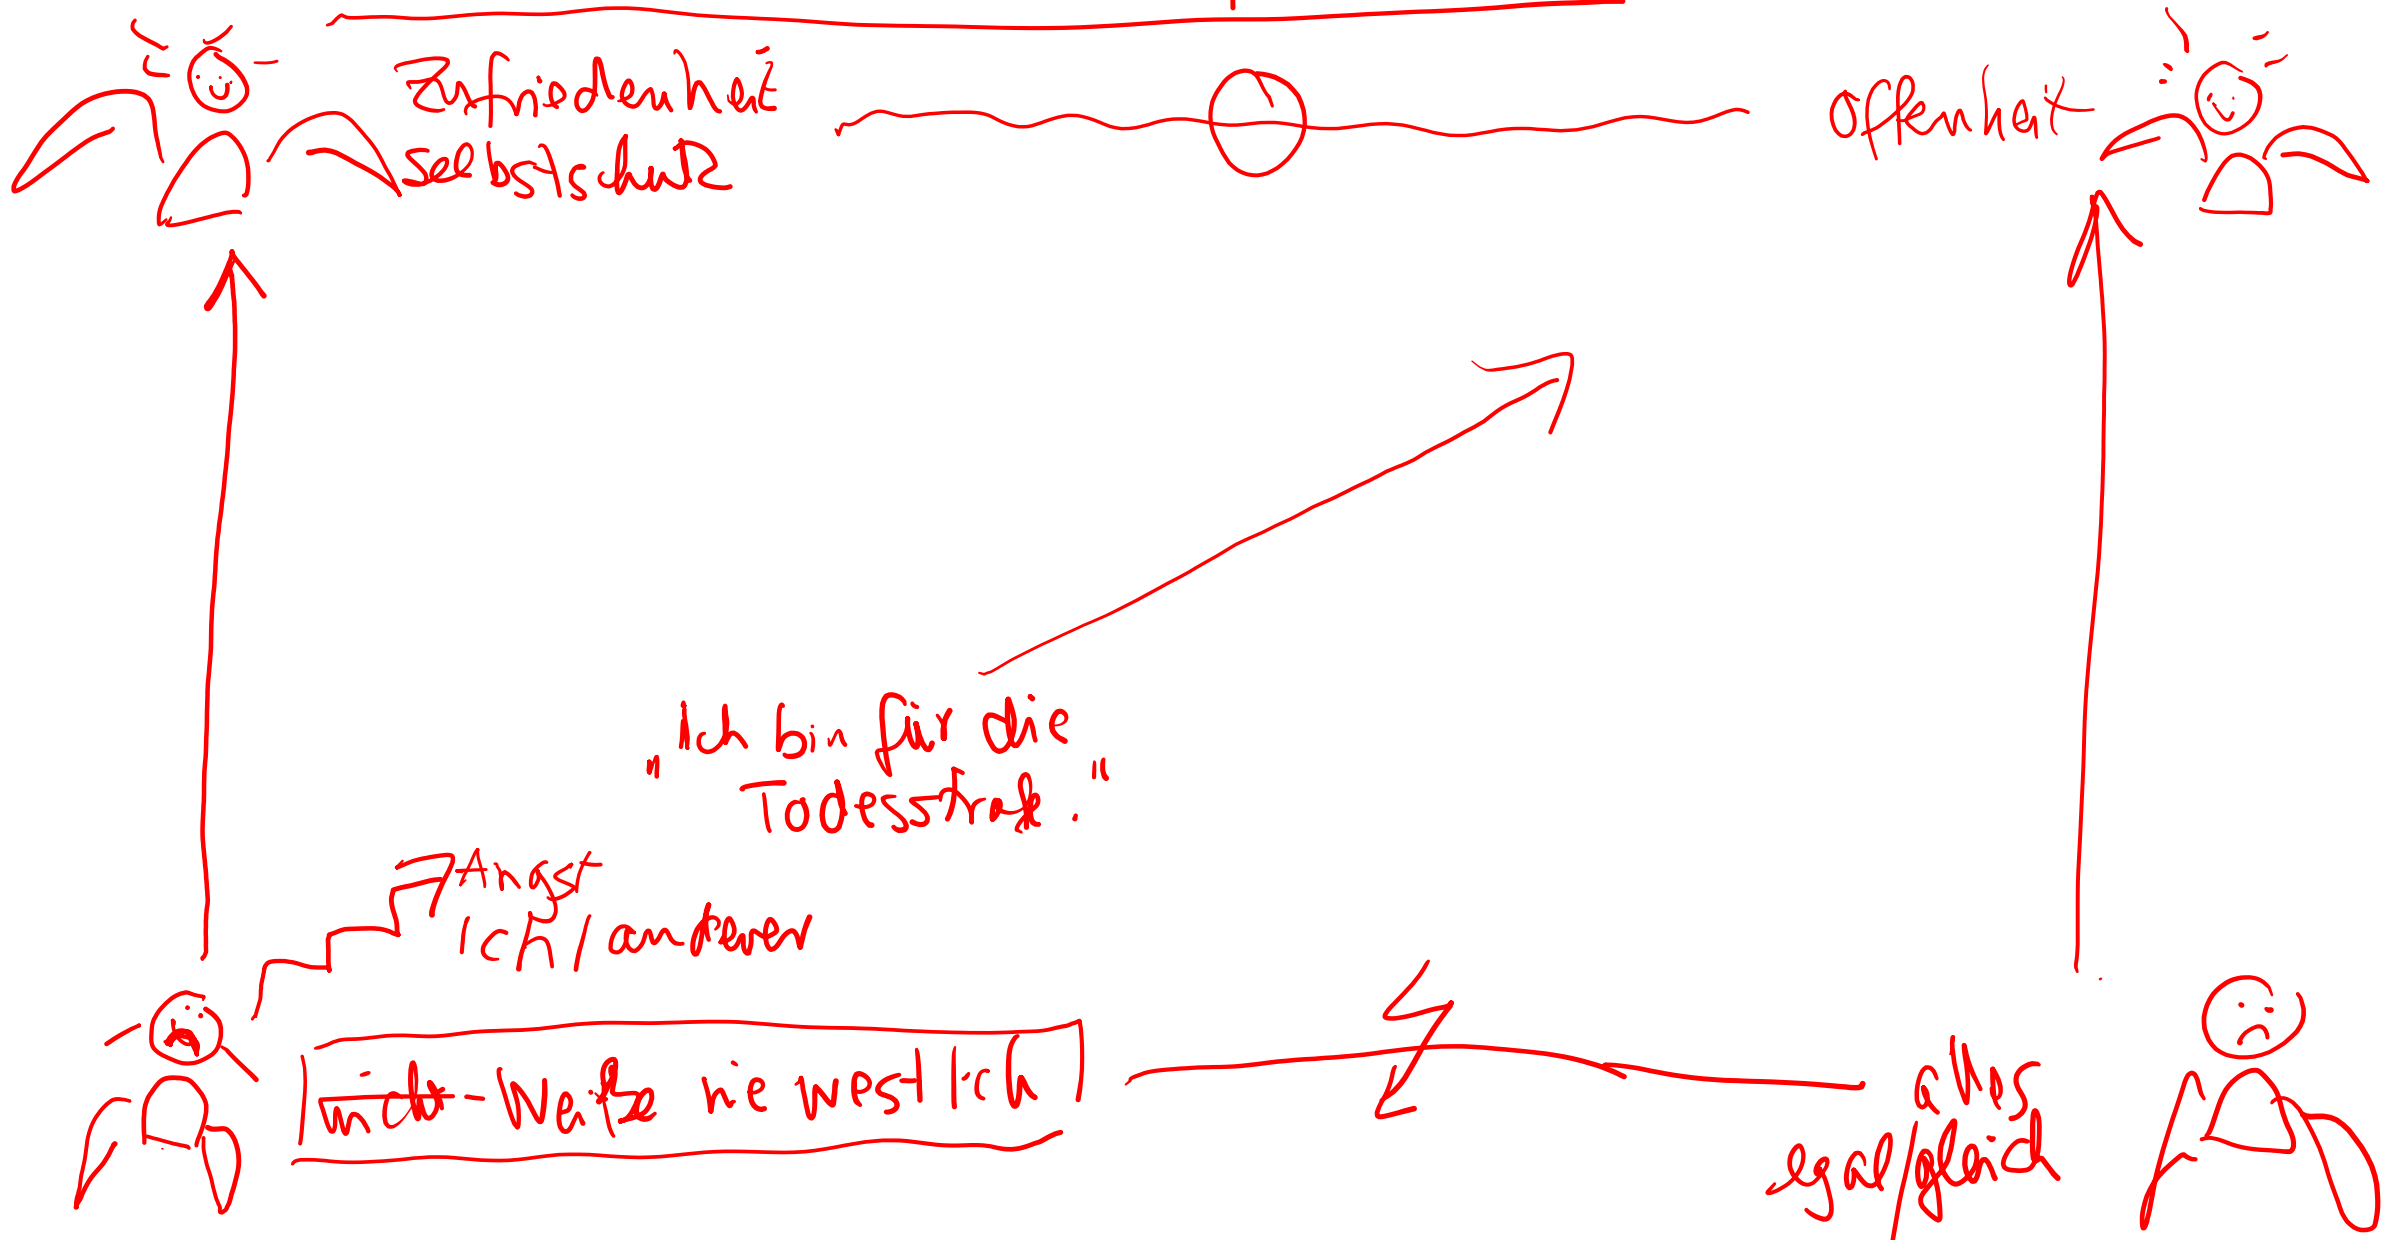 Zufriedenheit
selbstschutz
Offenheit
„Ich bin für die
Todesstrafe."
Angst
ich/anderer
nicht-Weiße nie westlich
alles
egal/gleich